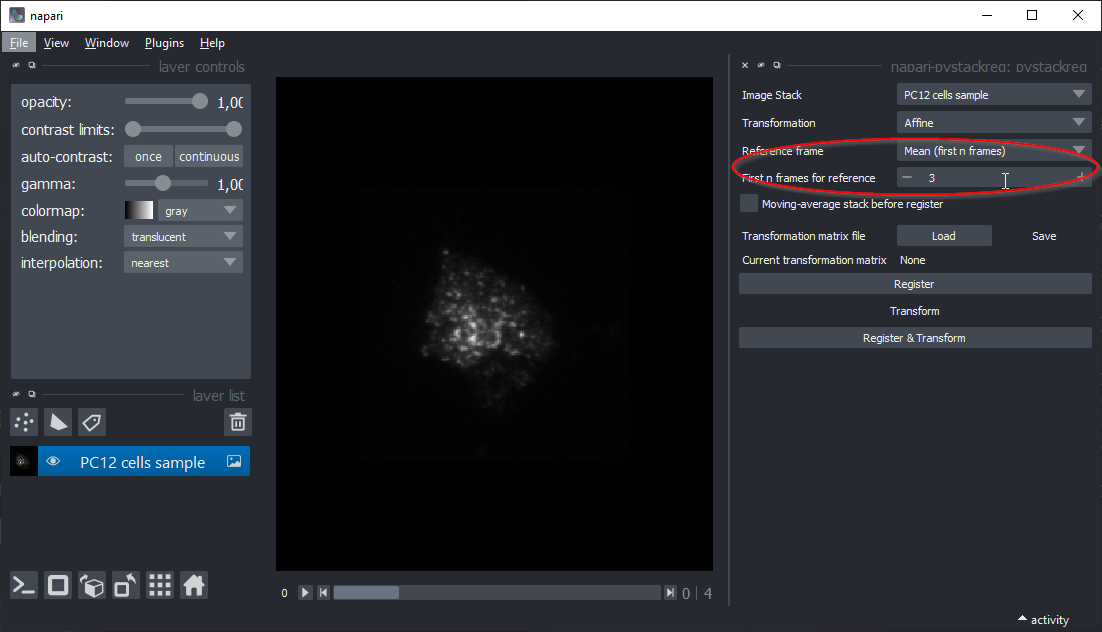 napari
File View Window Plugins Help
layer controls
opacity: 1,00
contrast limits:
auto-contrast: once continuous
gamma: 1,00
colormap: gray
blending: translucent
interpolation: nearest
layer list
PC12 cells sample
0 0 | 4
napari-pystackreg: pystackreg
Image Stack PC12 cells sample
Transformation Affine
Reference frame Mean (first n frames)
First n frames for reference − 3 +
Moving-average stack before register
Transformation matrix file Load Save
Current transformation matrix None
Register
Transform
Register & Transform
activity